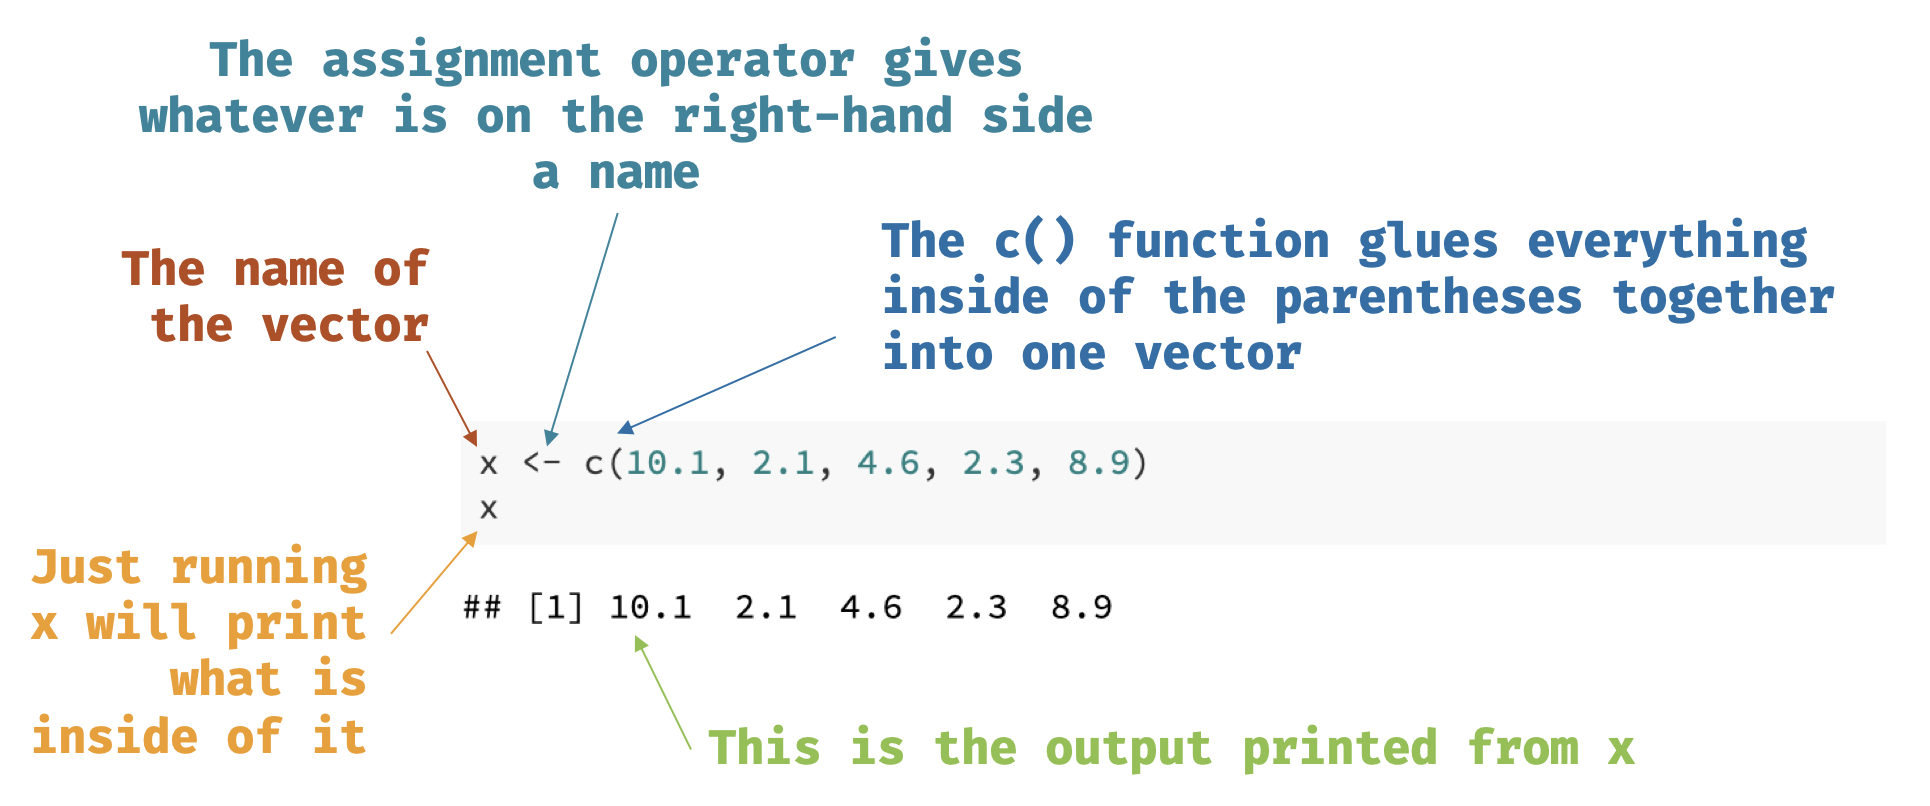 The assignment operator gives
whatever is on the right-hand side
a name
The name of
the vector
The c() function glues everything
inside of the parentheses together
into one vector
x <- c(10.1, 2.1, 4.6, 2.3, 8.9)
x
Just running
x will print
what is
inside of it
## [1] 10.1  2.1  4.6  2.3  8.9
This is the output printed from x